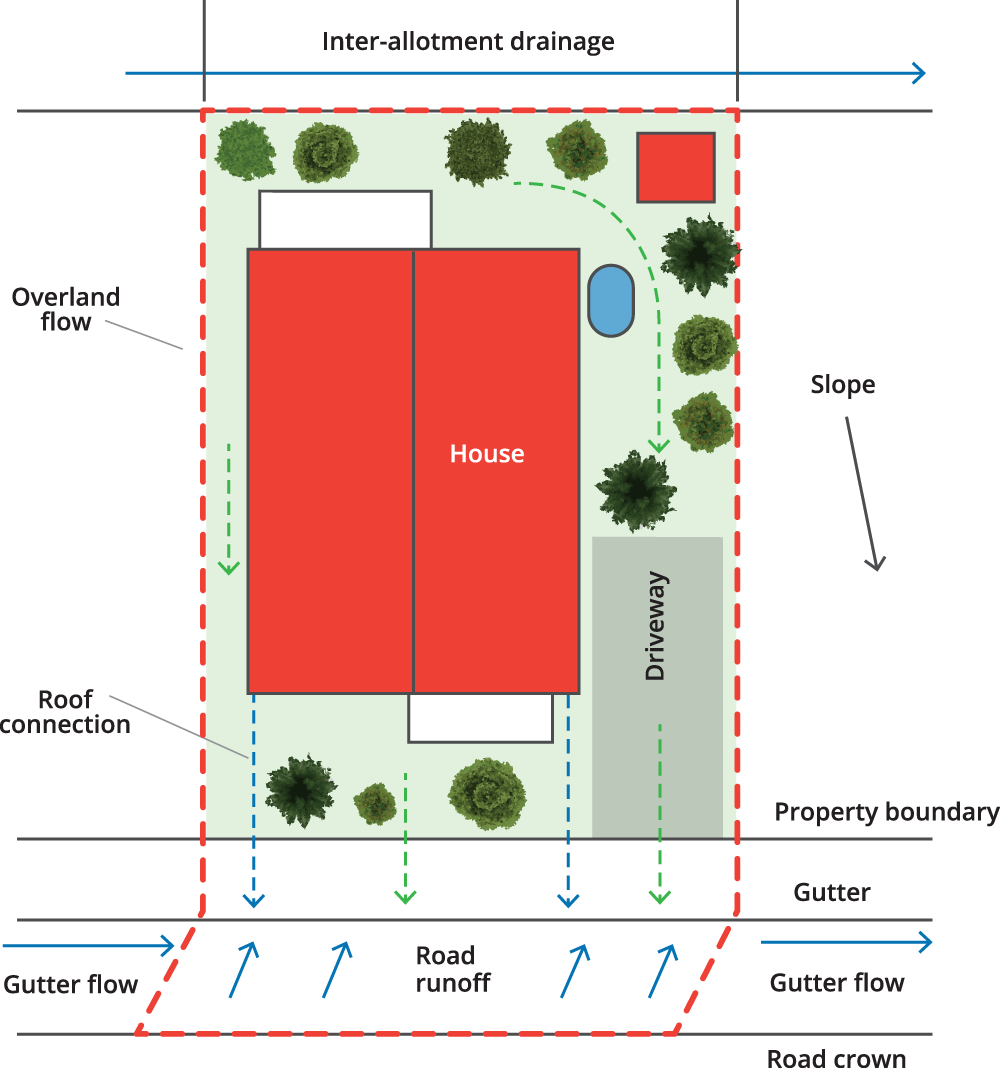 Inter-allotment drainage
Overland
flow
Slope
House
Driveway
Roof
connection
Property boundary
Gutter
Road
runoff
Gutter flow
Gutter flow
Road crown